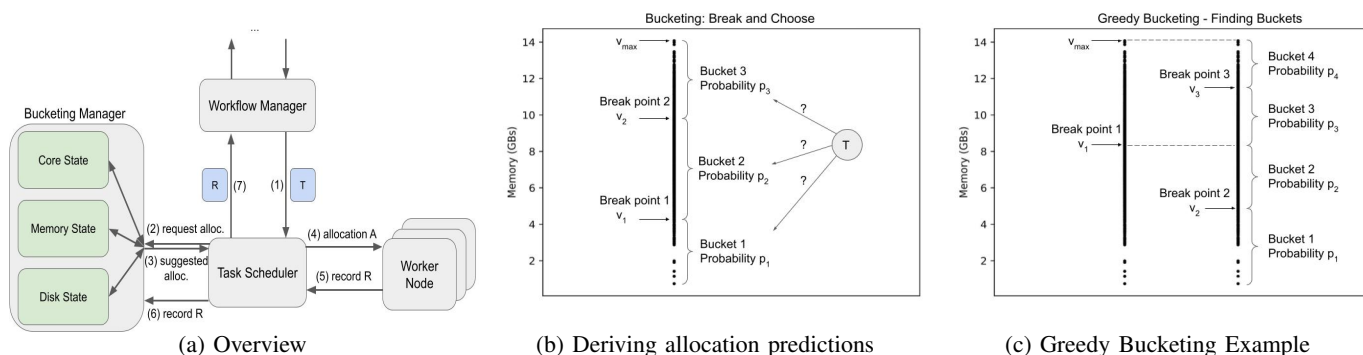 ...
Workflow Manager
Bucketing Manager
Core State
Memory State
Disk State
R
(7)
(1)
T
(2) request alloc.
(3) suggested
alloc.
(6) record R
Task Scheduler
(4) allocation A
(5) record R
Worker
Node
(a) Overview
Bucketing: Break and Choose
Memory (GBs)
14
12
10
8
6
4
2
vmax
Break point 2
v2
Break point 1
v1
Bucket 3
Probability p3
Bucket 2
Probability p2
Bucket 1
Probability p1
?
?
?
T
(b) Deriving allocation predictions
Greedy Bucketing - Finding Buckets
Memory (GBs)
14
12
10
8
6
4
2
vmax
Break point 1
v1
Break point 3
v3
Break point 2
v2
Bucket 4
Probability p4
Bucket 3
Probability p3
Bucket 2
Probability p2
Bucket 1
Probability p1
(c) Greedy Bucketing Example